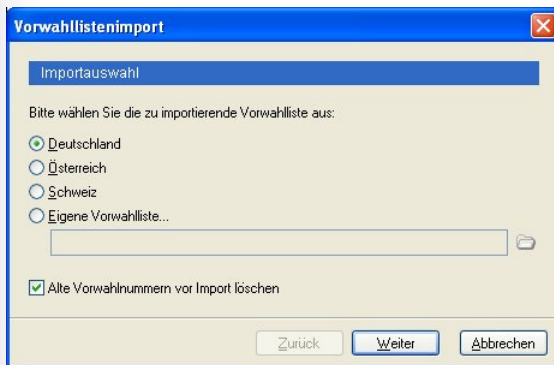 Vorwahllistenimport
Importauswahl
Bitte wählen Sie die zu importierende Vorwahlliste aus:
Deutschland
Österreich
Schweiz
Eigene Vorwahlliste...
Alte Vorwahlnummern vor Import löschen
Zurück Weiter Abbrechen